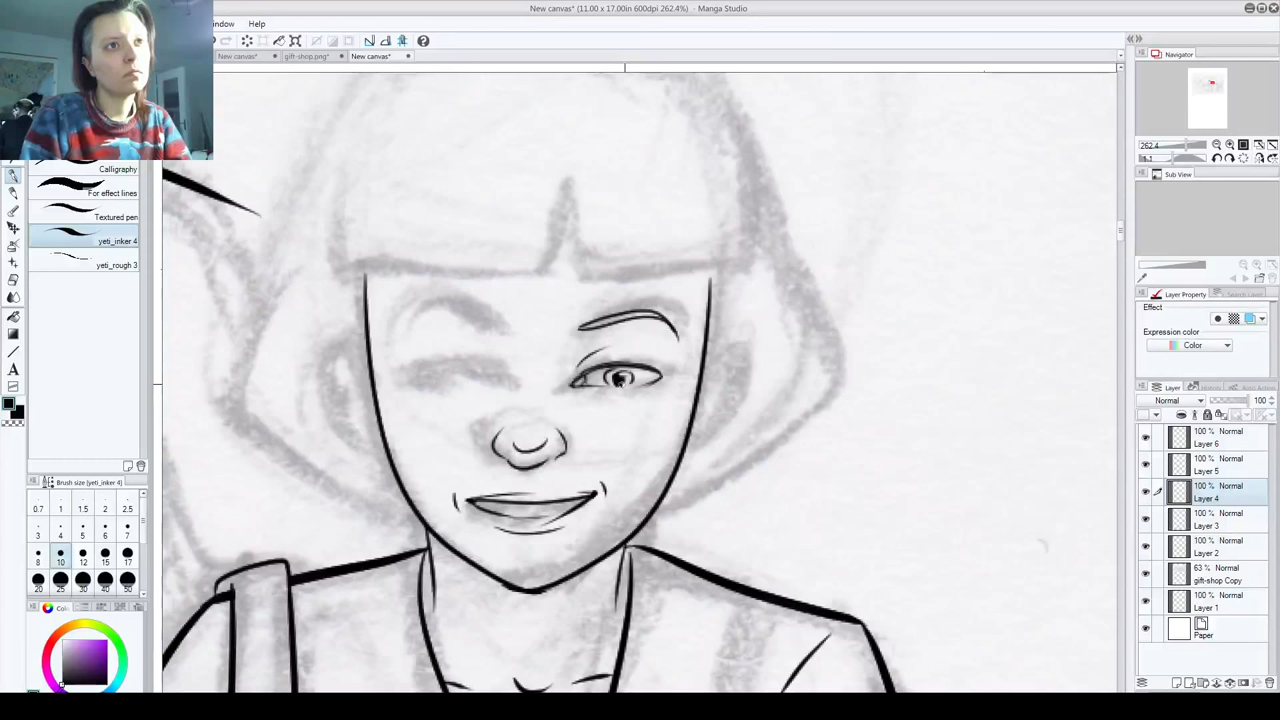 New canvas* (11.00 x 17.00in 600dpi 262.4%) - Manga Studio
Help
New canvas* gift-shop.png* New canvas*
Navigator
262.4
Sub View
Calligraphy
For effect lines
Textured pen
yeti_inker 4
yeti_rough 3
Layer Property
Effect
Expression color
Color
Layer
Normal 100
100 % Normal
Layer 6
100 % Normal
Layer 5
100 % Normal
Layer 4
100 % Normal
Layer 3
100 % Normal
Layer 2
63 % Normal
gift-shop Copy
100 % Normal
Layer 1
Paper
Brush size (yeti_inker 4)
0.7 1 1.5 2 2.5
3 4 5 6 7
8 10 12 15 17
20 25 30 40 50